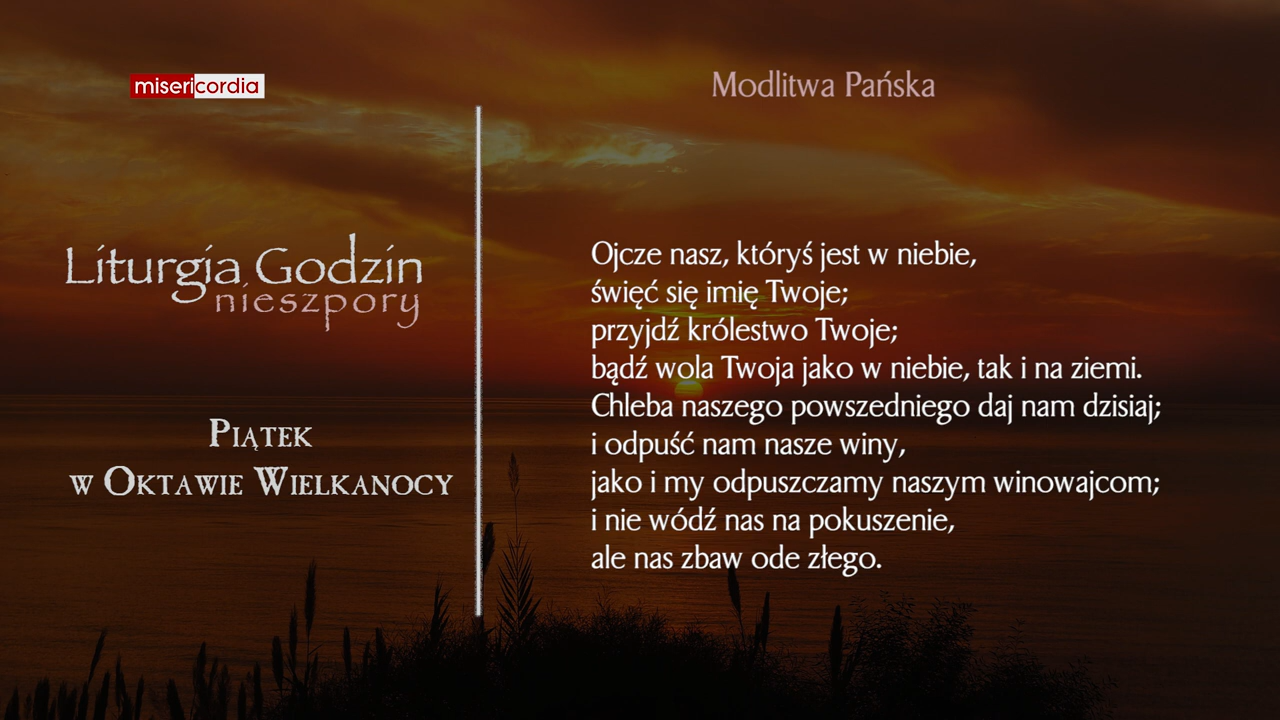 misericordia
Liturgia Godzin
nieszpory
Piątek
w Oktawie Wielkanocy
Modlitwa Pańska
Ojcze nasz, któryś jest w niebie,
święć się imię Twoje;
przyjdź królestwo Twoje;
bądź wola Twoja jako w niebie, tak i na ziemi.
Chleba naszego powszedniego daj nam dzisiaj;
i odpuść nam nasze winy,
jako i my odpuszczamy naszym winowajcom;
i nie wódź nas na pokuszenie,
ale nas zbaw ode złego.